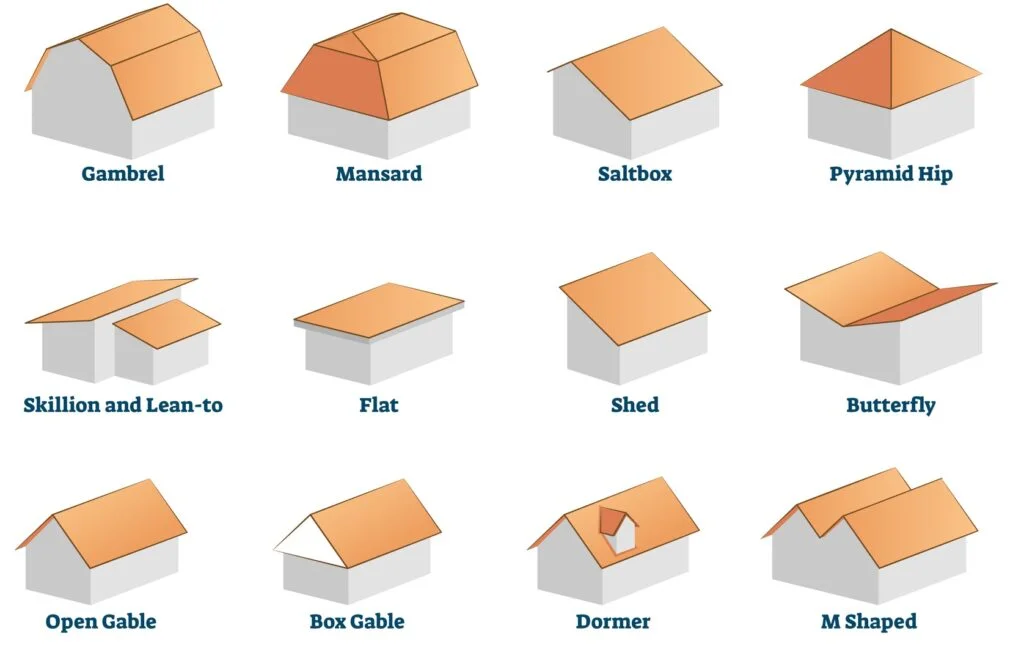 Gambrel
Mansard
Saltbox
Pyramid Hip
Skillion and Lean-to
Flat
Shed
Butterfly
Open Gable
Box Gable
Dormer
M Shaped